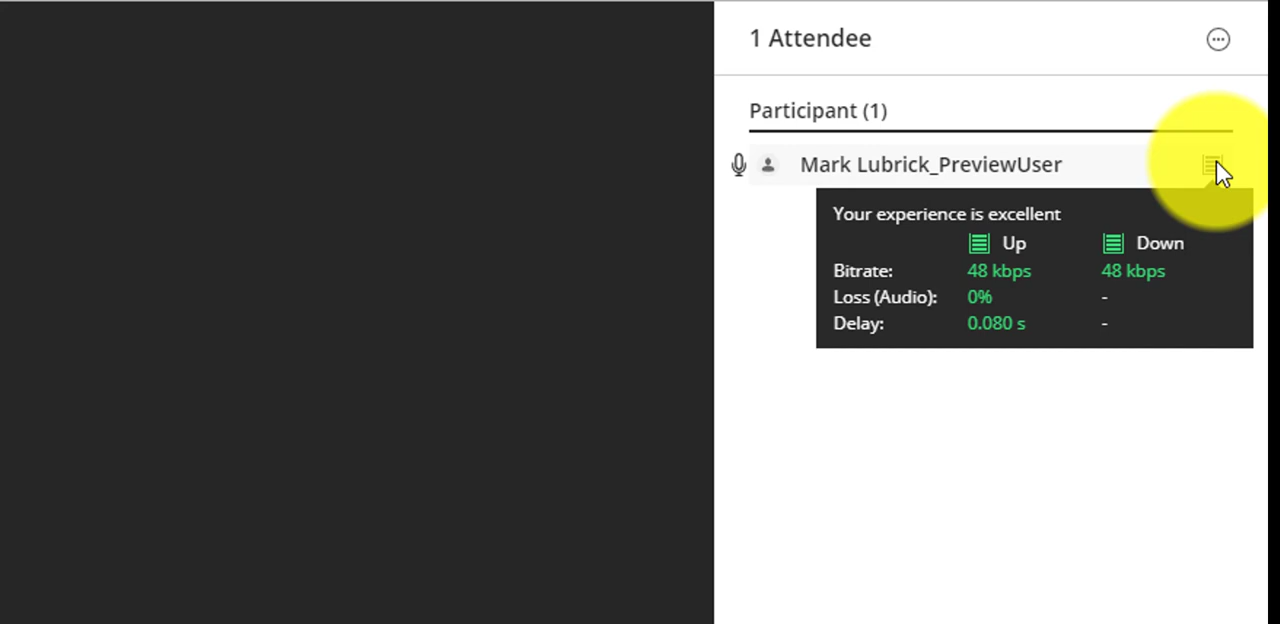 1 Attendee
Participant (1)
Mark Lubrick_PreviewUser
Your experience is excellent
Up Down
Bitrate: 48 kbps 48 kbps
Loss (Audio): 0% -
Delay: 0.080 s -